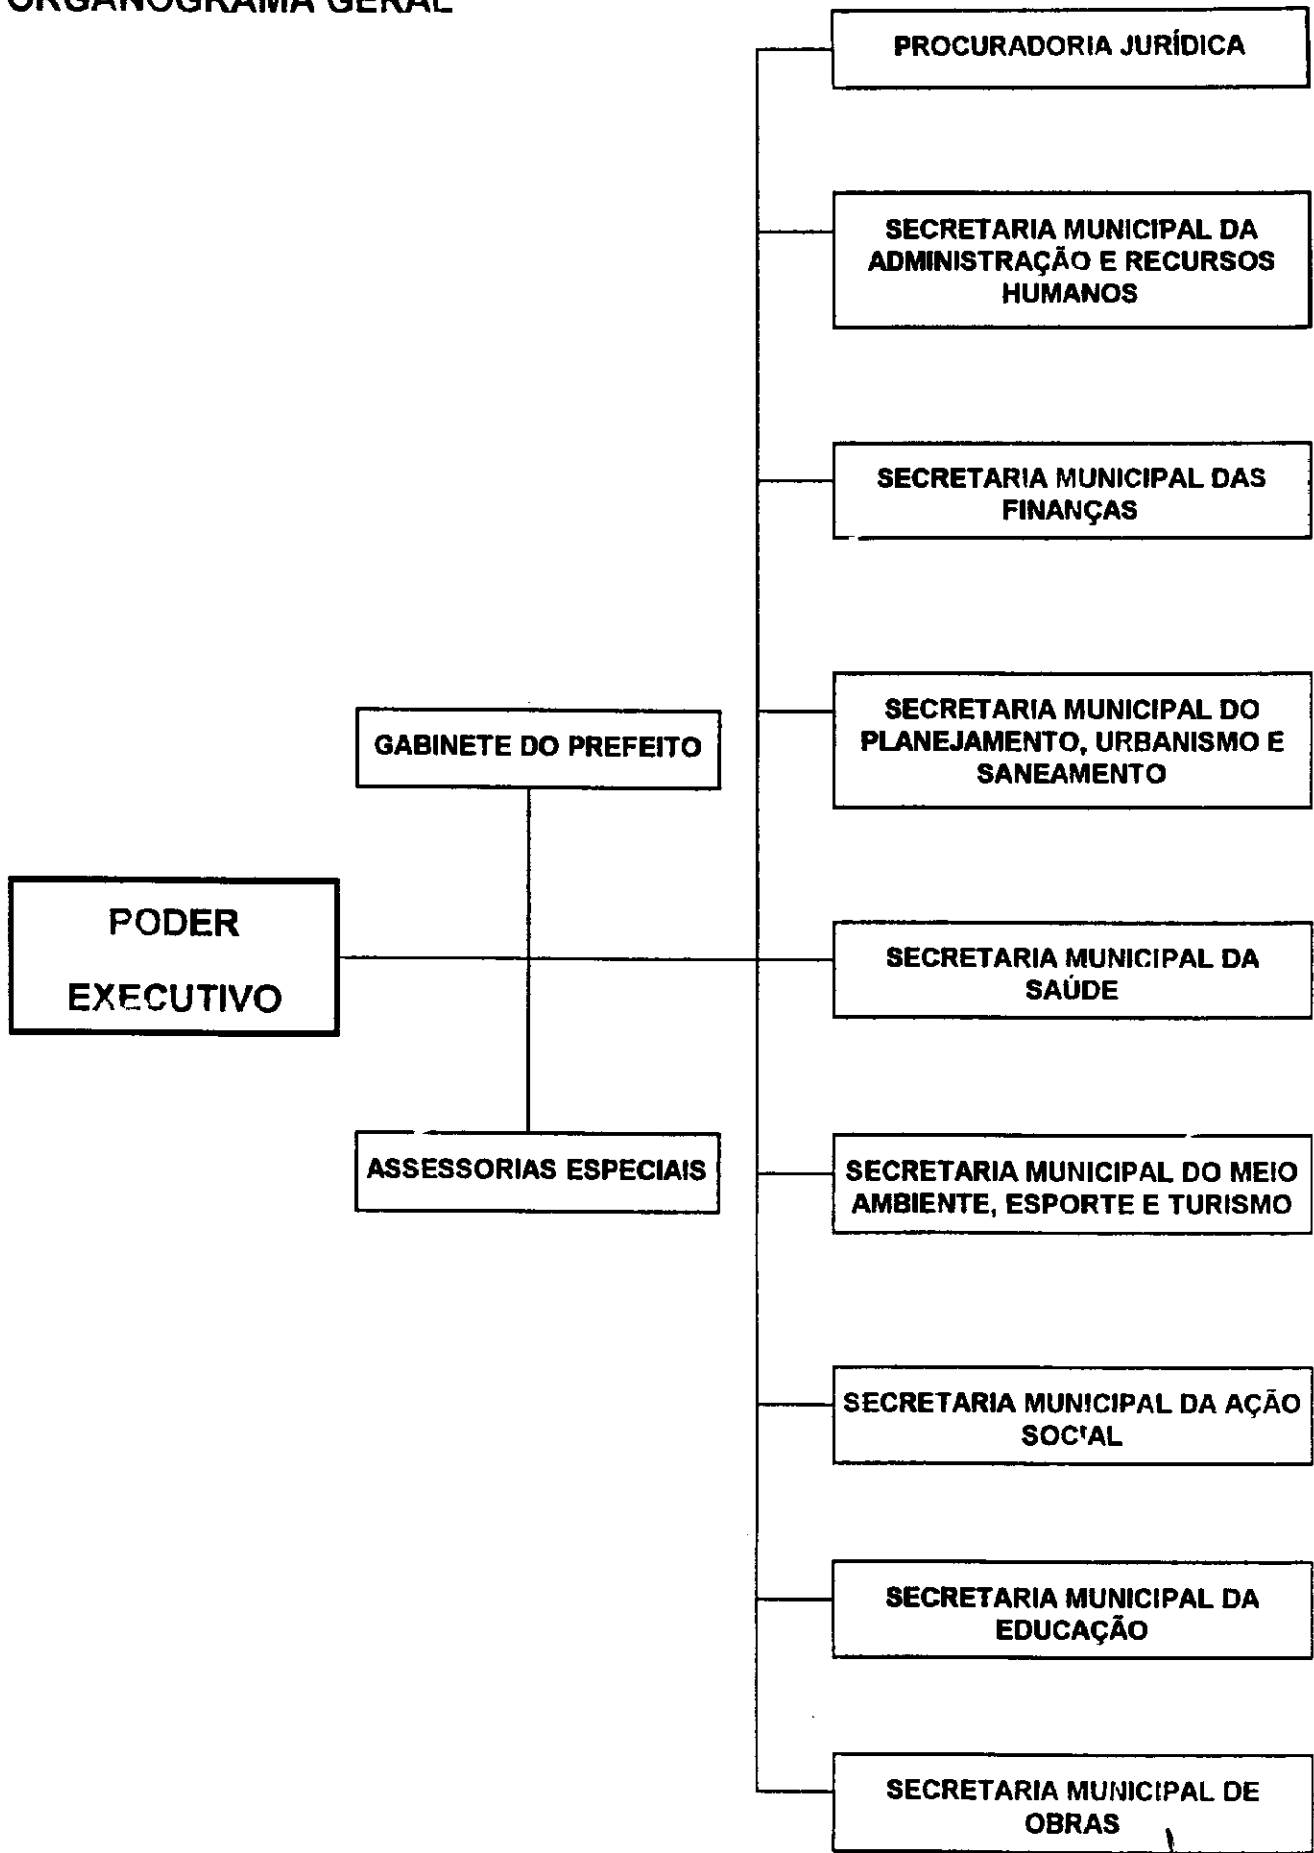 ORGANOGRAMA GERAL
PROCURADORIA JURÍDICA
SECRETARIA MUNICIPAL DA
ADMINISTRAÇÃO E RECURSOS
HUMANOS
SECRETARIA MUNICIPAL DAS
FINANÇAS
SECRETARIA MUNICIPAL DO
PLANEJAMENTO, URBANISMO E
SANEAMENTO
GABINETE DO PREFEITO
PODER
EXECUTIVO
SECRETARIA MUNICIPAL DA
SAÚDE
ASSESSORIAS ESPECIAIS
SECRETARIA MUNICIPAL DO MEIO
AMBIENTE, ESPORTE E TURISMO
SECRETARIA MUNICIPAL DA AÇÃO
SOCIAL
SECRETARIA MUNICIPAL DA
EDUCAÇÃO
SECRETARIA MUNICIPAL DE
OBRAS